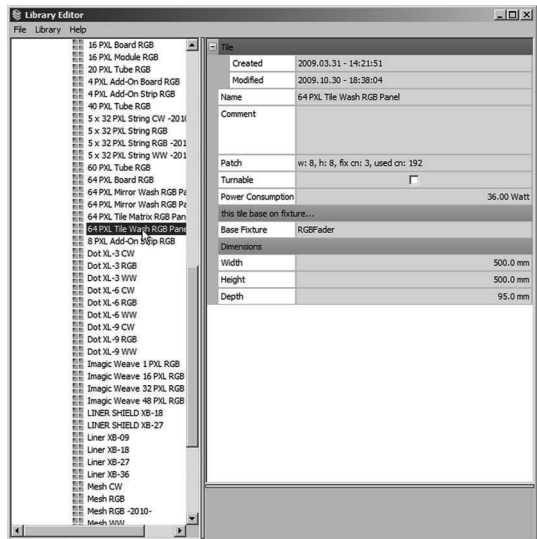 Library Editor
File Library Help
16 PXL Board RGB
16 PXL Module RGB
20 PXL Tube RGB
4 PXL Add-On Board RGB
4 PXL Add-On Strip RGB
40 PXL Tube RGB
5 x 32 PXL String CW -201
5 x 32 PXL String RGB
5 x 32 PXL String RGB -201
5 x 32 PXL String WW -201
60 PXL Tube RGB
64 PXL Board RGB
64 PXL Mirror Wash RGB Pa
64 PXL Mirror Wash RGB Pa
64 PXL Tile Matrix RGB Pan
64 PXL Tile Wash RGB Pane
8 PXL Add-On Strip RGB
Dot XL-3 CW
Dot XL-3 RGB
Dot XL-3 WW
Dot XL-6 CW
Dot XL-6 RGB
Dot XL-6 WW
Dot XL-9 CW
Dot XL-9 RGB
Dot XL-9 WW
Imagic Weave 1 PXL RGB
Imagic Weave 16 PXL RGB
Imagic Weave 32 PXL RGB
Imagic Weave 48 PXL RGB
LINER SHIELD XB-18
LINER SHIELD XB-27
Liner XB-09
Liner XB-18
Liner XB-27
Liner XB-36
Mesh CW
Mesh RGB
Mesh RGB -2010-
Mesh WW
Tile
Created 2009.03.31 - 14:21:51
Modified 2009.10.30 - 18:38:04
Name 64 PXL Tile Wash RGB Panel
Comment
Patch w: 8, h: 8, fix cn: 3, used cn: 192
Turnable
Power Consumption 36.00 Watt
this tile base on fixture...
Base Fixture RGBFader
Dimensions
Width 500.0 mm
Height 500.0 mm
Depth 95.0 mm